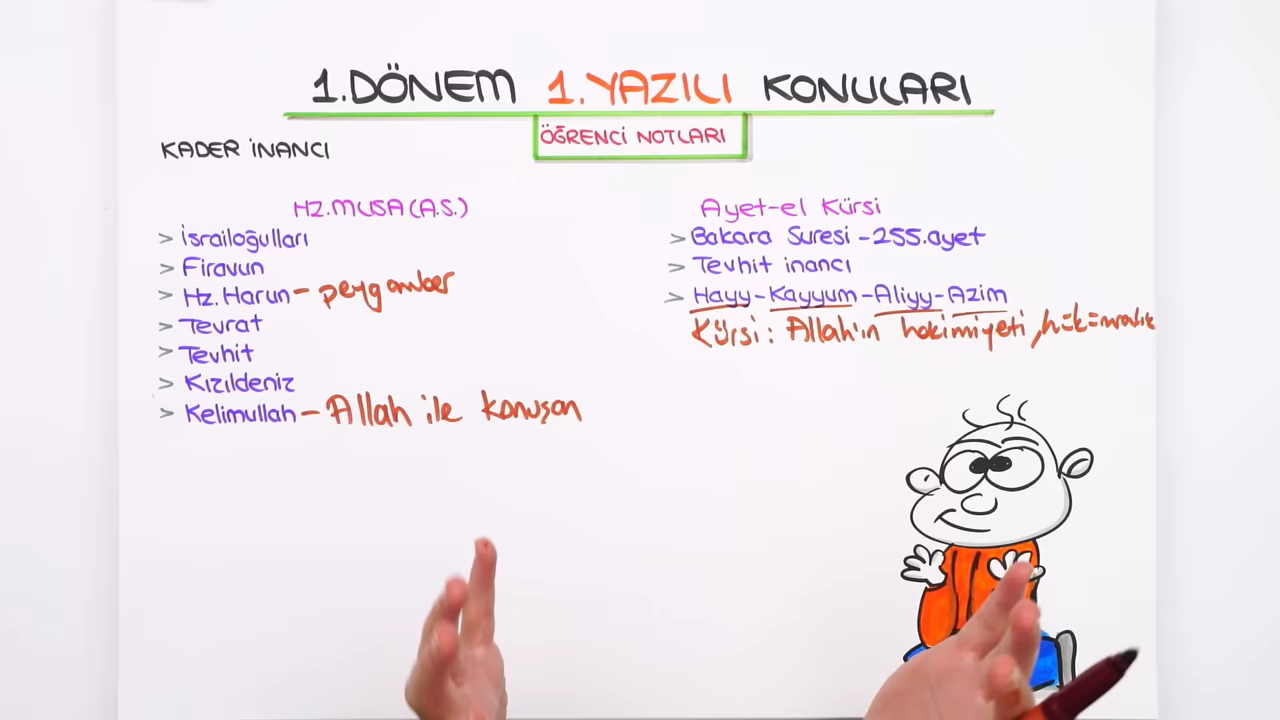 1.DÖNEM 1.YAZILI KONULARI
ÖĞRENCİ NOTLARI
KADER İNANCI
HZ.MUSA(A.S.)
> İsrailoğulları
> Firavun
> Hz. Harun - peygamber
> Tevrat
> Tevhit
> Kızıldeniz
> Kelimullah - Allah ile konuşan
Ayet-el Kürsi
> Bakara Suresi - 255.ayet
> Tevhit inancı
> Hayy-Kayyum-Aliyy-Azim
Kürsi: Allah'ın hakimiyeti,